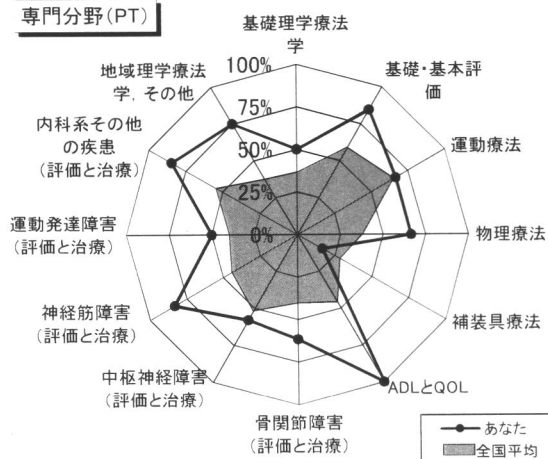 専門分野(PT)
基礎理学療法
学
基礎・基本評
価
運動療法
物理療法
補装具療法
ADLとQOL
骨関節障害
(評価と治療)
中枢神経障害
(評価と治療)
神経筋障害
(評価と治療)
運動発達障害
(評価と治療)
内科系その他
の疾患
(評価と治療)
地域理学療法
学, その他
100%
75%
50%
25%
0%
あなた
全国平均